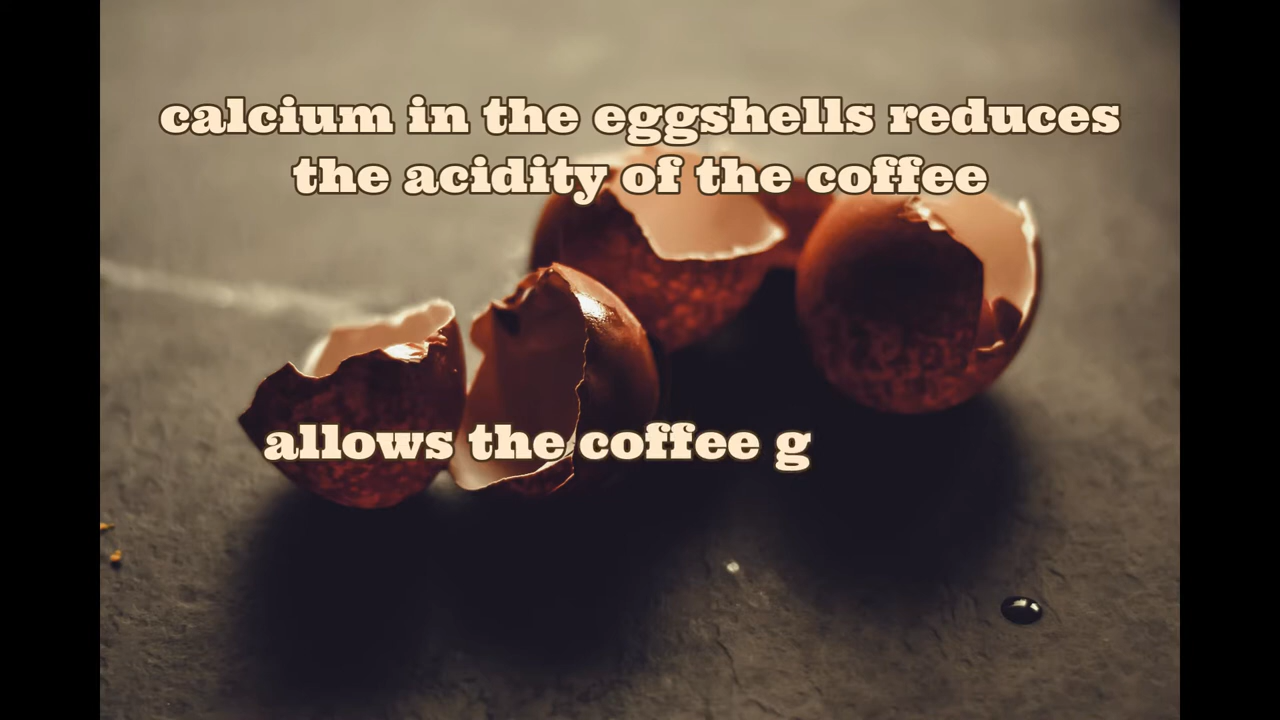 calcium in the eggshells reduces
the acidity of the coffee
allows the coffee g